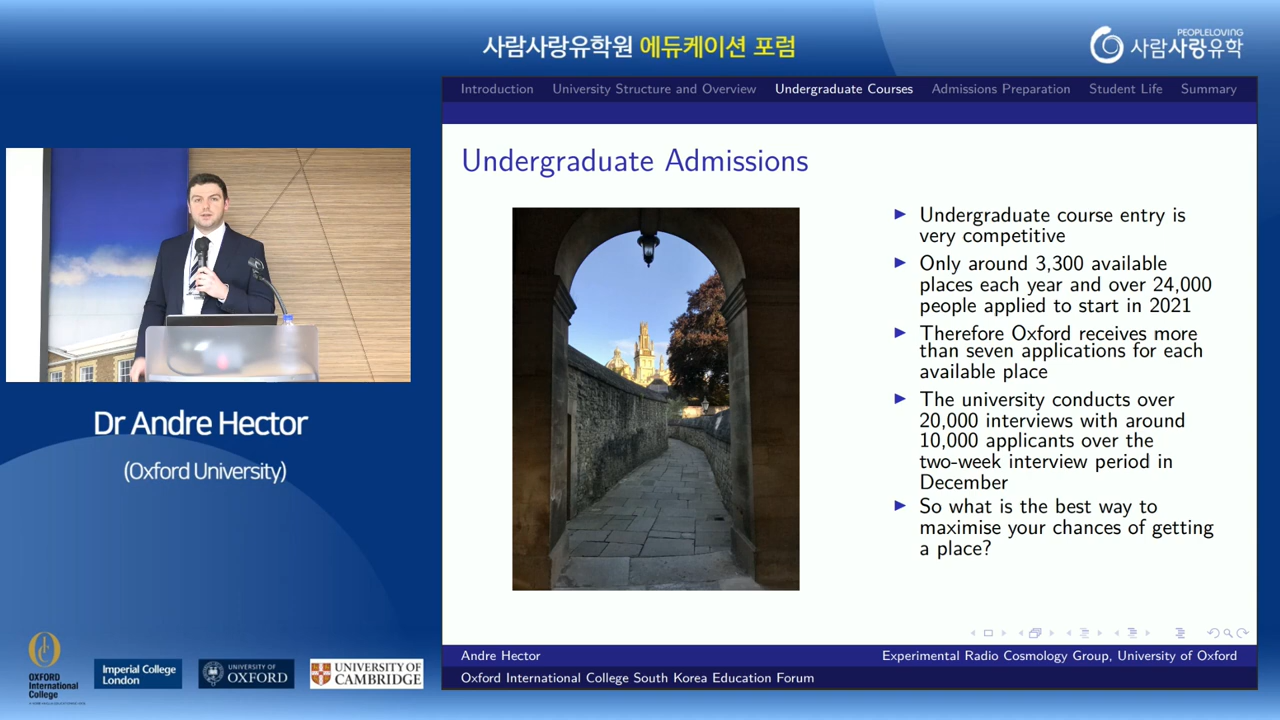 사람사랑유학원 에듀케이션 포럼
PEOPLELOVING
사람사랑유학
Introduction University Structure and Overview Undergraduate Courses Admissions Preparation Student Life Summary
Undergraduate Admissions
Undergraduate course entry is
very competitive
Only around 3,300 available
places each year and over 24,000
people applied to start in 2021
Therefore Oxford receives more
than seven applications for each
available place
The university conducts over
20,000 interviews with around
10,000 applicants over the
two-week interview period in
December
So what is the best way to
maximise your chances of getting
a place?
Dr Andre Hector
(Oxford University)
OXFORD
International
College
Imperial College
London
UNIVERSITY OF
OXFORD
UNIVERSITY OF
CAMBRIDGE
Andre Hector Experimental Radio Cosmology Group, University of Oxford
Oxford International College South Korea Education Forum